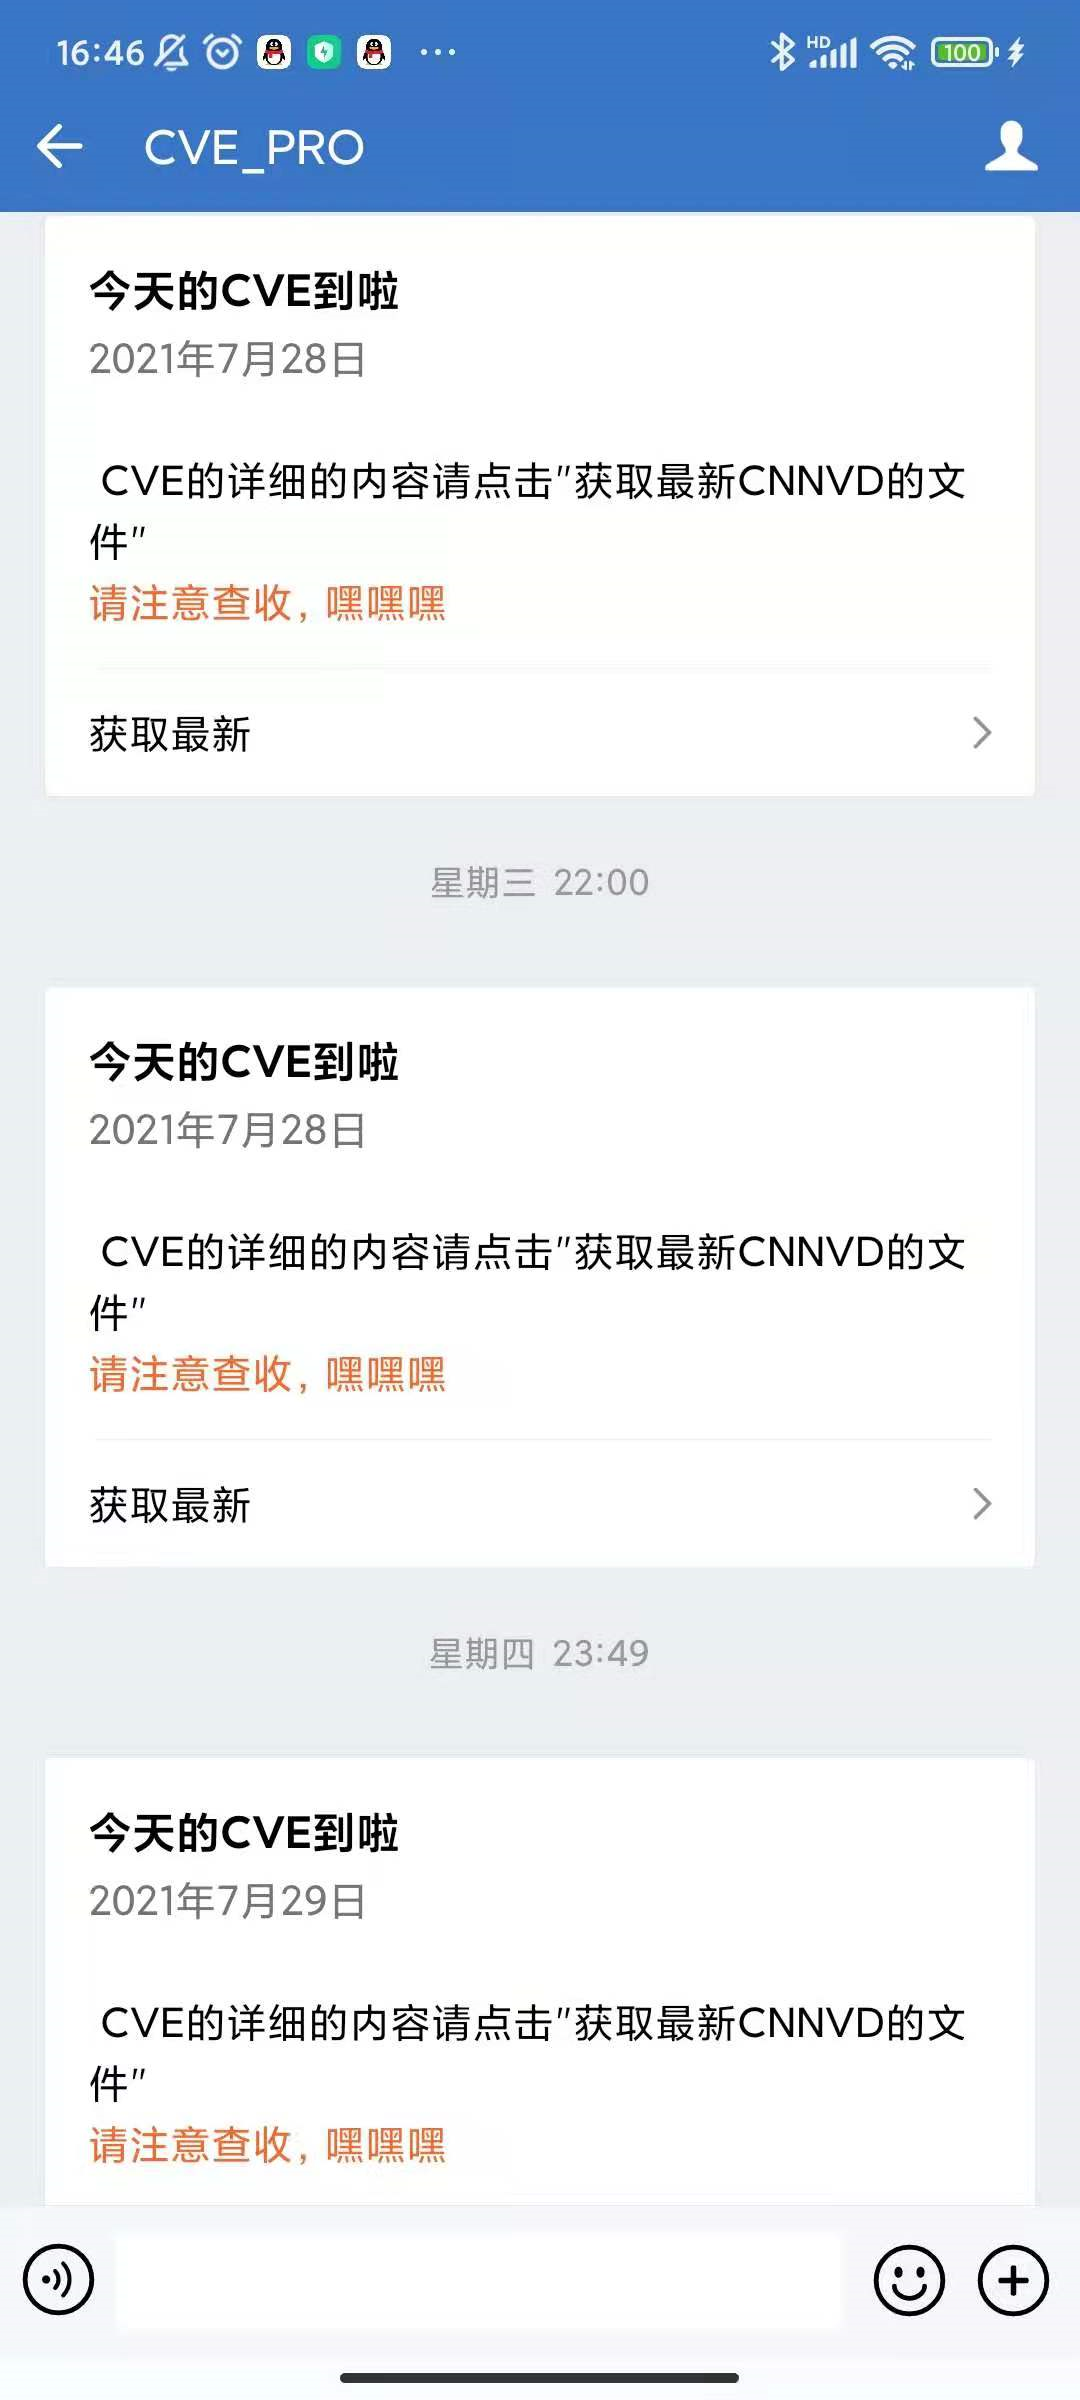 16:46
HD
100
CVE_PRO
今天的CVE到啦
2021年7月28日
CVE的详细的内容请点击"获取最新CNNVD的文
件"
请注意查收，嘿嘿嘿
获取最新
星期三 22:00
今天的CVE到啦
2021年7月28日
CVE的详细的内容请点击"获取最新CNNVD的文
件"
请注意查收，嘿嘿嘿
获取最新
星期四 23:49
今天的CVE到啦
2021年7月29日
CVE的详细的内容请点击"获取最新CNNVD的文
件"
请注意查收，嘿嘿嘿